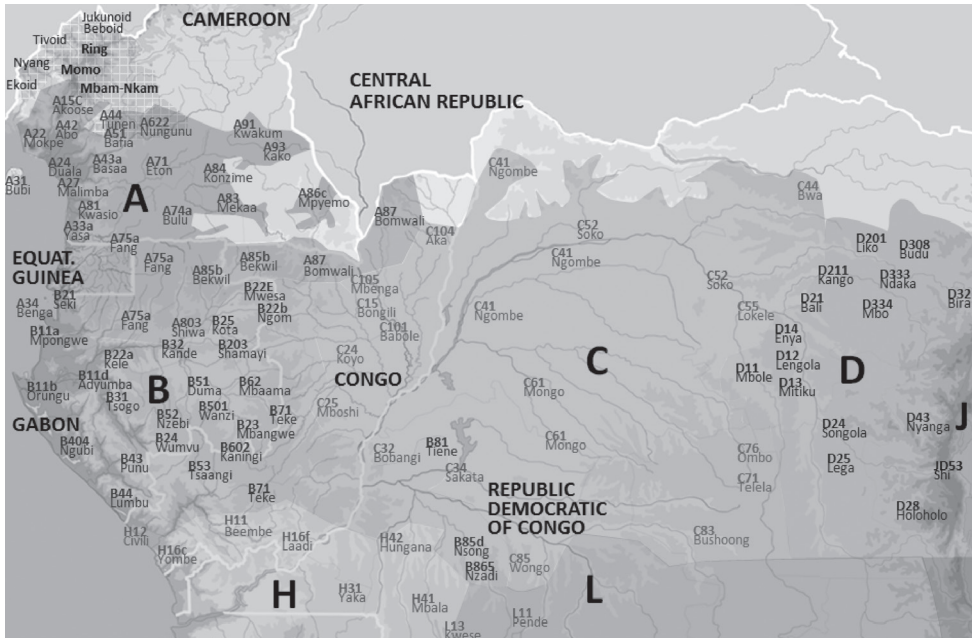 Jukunoid
Beboid
CAMEROON
Tivoid
Ring
Nyang
Momo
Ekoid
Mbam-Nkam
CENTRAL
AFRICAN REPUBLIC
A15C
Akoose
A44
Tunen
A622
Nungunu
A42
Abo
A22
Mokpe
A51
Bafia
A91
Kwakum
A93
Kako
A24
Duala
A43a
Basaa
A71
Eton
A84
Konzime
A31
Bubi
A27
Malimba
A
A81
Kwasio
A74a
Bulu
A83
Mekaa
A86c
Mpyemo
A87
Bomwali
C104
Aka
C41
Ngombe
C44
Bwa
C52
Soko
A33a
Yasa
A75a
Fang
EQUAT.
GUINEA
A75a
Fang
A85b
Bekwil
A85b
Bekwil
A87
Bomwali
C41
Ngombe
D201
Liko
D308
Budu
D211
Kango
D333
Ndaka
D32
Bira
C105
Mbenga
C52
Soko
A34
Benga
B21
Seki
B22E
Mwesa
B22b
Ngom
C15
Bongili
C41
Ngombe
C55
Lokele
D21
Bali
D334
Mbo
A75a
Fang
A803
Shiwa
B25
Kota
C101
Babole
D14
Enya
B11a
Mpongwe
B32
Kande
B203
Shamayi
B22a
Kele
C24
Koyo
C
D12
Lengola
D11
Mbole
D13
Mitiku
D
CONGO
B11b
Orungu
B11d
Adyumba
B31
Tsogo
B
B51
Duma
B62
Mbaama
C61
Mongo
GABON
B52
Nzebi
B501
Wanzi
B23
Mbangwe
B71
Teke
C25
Mboshi
D24
Songola
D43
Nyanga
J
B404
Ngubi
B24
Wumvu
B602
Kaningi
C32
Bobangi
B81
Tiene
C61
Mongo
C76
Ombo
B43
Punu
B53
Tsaangi
C34
Sakata
C71
Telela
D25
Lega
JD53
Shi
B44
Lumbu
B71
Teke
REPUBLIC
DEMOCRATIC
OF CONGO
D28
Holoholo
H12
Civili
H11
Beembe
H16f
Laadi
H42
Hungana
B85d
Nsong
C83
Bushoong
H16c
Yombe
B865
Nzadi
C85
Wongo
H
H31
Yaka
H41
Mbala
L
L11
Pende
L13
Kwese